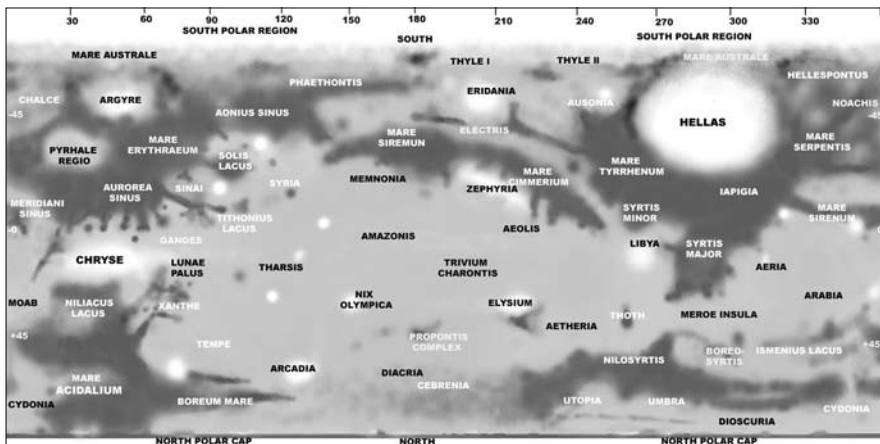 30 60 90 120 150 180 210 240 270 300 330
SOUTH POLAR REGION
SOUTH
SOUTH POLAR REGION
MARE AUSTRALE
THYLE I
THYLE II
MARE AUSTRALE
PHAETHONTIS
HELLESPONTUS
CHALCE
ARGYRE
ERIDANIA
AUSONIA
NOACHIS
-45
-45
AONIUS SINUS
HELLAS
PYRHALE
REGIO
MARE
ERYTHRAEUM
SOLIS
LACUS
MARE
SIREMUN
ELECTRIS
MARE
SERPENTIS
MARE
TYRRHENUM
MARE
CIMMERIUM
SYRIA
MEMNONIA
ZEPHYRIA
IAPIGIA
AUROREA
SINUS
SINAI
MERIDIANI
SINUS
TITHONIUS
LACUS
SYRTIS
MINOR
MARE
SIRENUM
-0
-0
GANGES
AMAZONIS
AEOLIS
LIBYA
SYRTIS
MAJOR
CHRYSE
LUNAE
PALUS
THARSIS
TRIVIUM
CHARONTIS
AERIA
MOAB
NILIACUS
LACUS
XANTHE
NIX
OLYMPICA
ELYSIUM
ARABIA
THOTH
MEROE INSULA
AETHERIA
+45
+45
TEMPE
PROPONTIS
COMPLEX
NILOSYRTIS
BOREO-
SYRTIS
ISMENIUS LACUS
MARE
ACIDALIUM
ARCADIA
DIACRIA
CEBRENIA
CYDONIA
BOREUM MARE
UTOPIA
UMBRA
CYDONIA
DIOSCURIA
NORTH POLAR CAP
NORTH
NORTH POLAR CAP